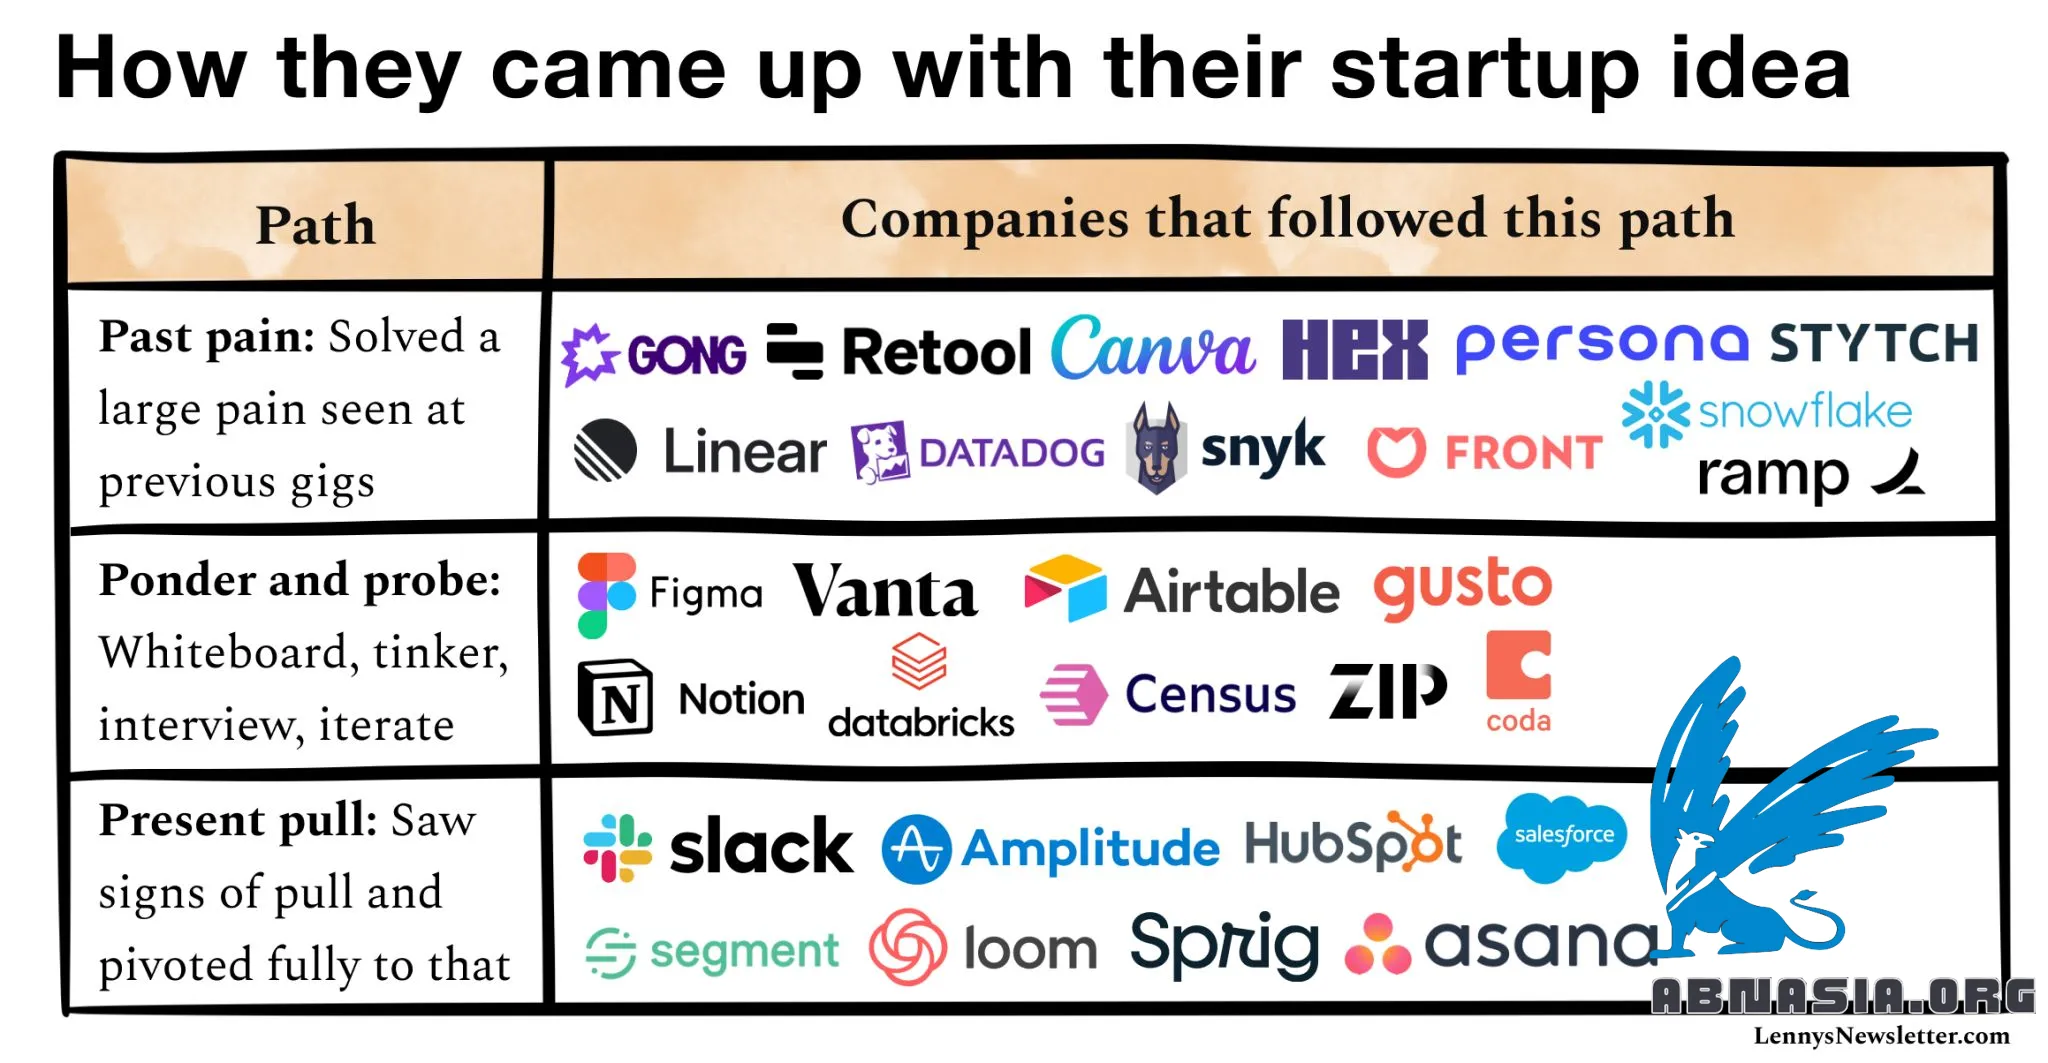 How they came up with their startup idea
Path
Companies that followed this path
Past pain: Solved a
large pain seen at
previous gigs
GONG Retool Canva HEX persona STYTCH
Linear DATADOG snyk FRONT snowflake
ramp
Ponder and probe:
Whiteboard, tinker,
interview, iterate
Figma Vanta Airtable gusto
N Notion databricks Census ZIP coda
Present pull: Saw
signs of pull and
pivoted fully to that
slack Amplitude HubSpot salesforce
segment loom Sprig asana
ABNASIA.ORG
LennysNewsletter.com